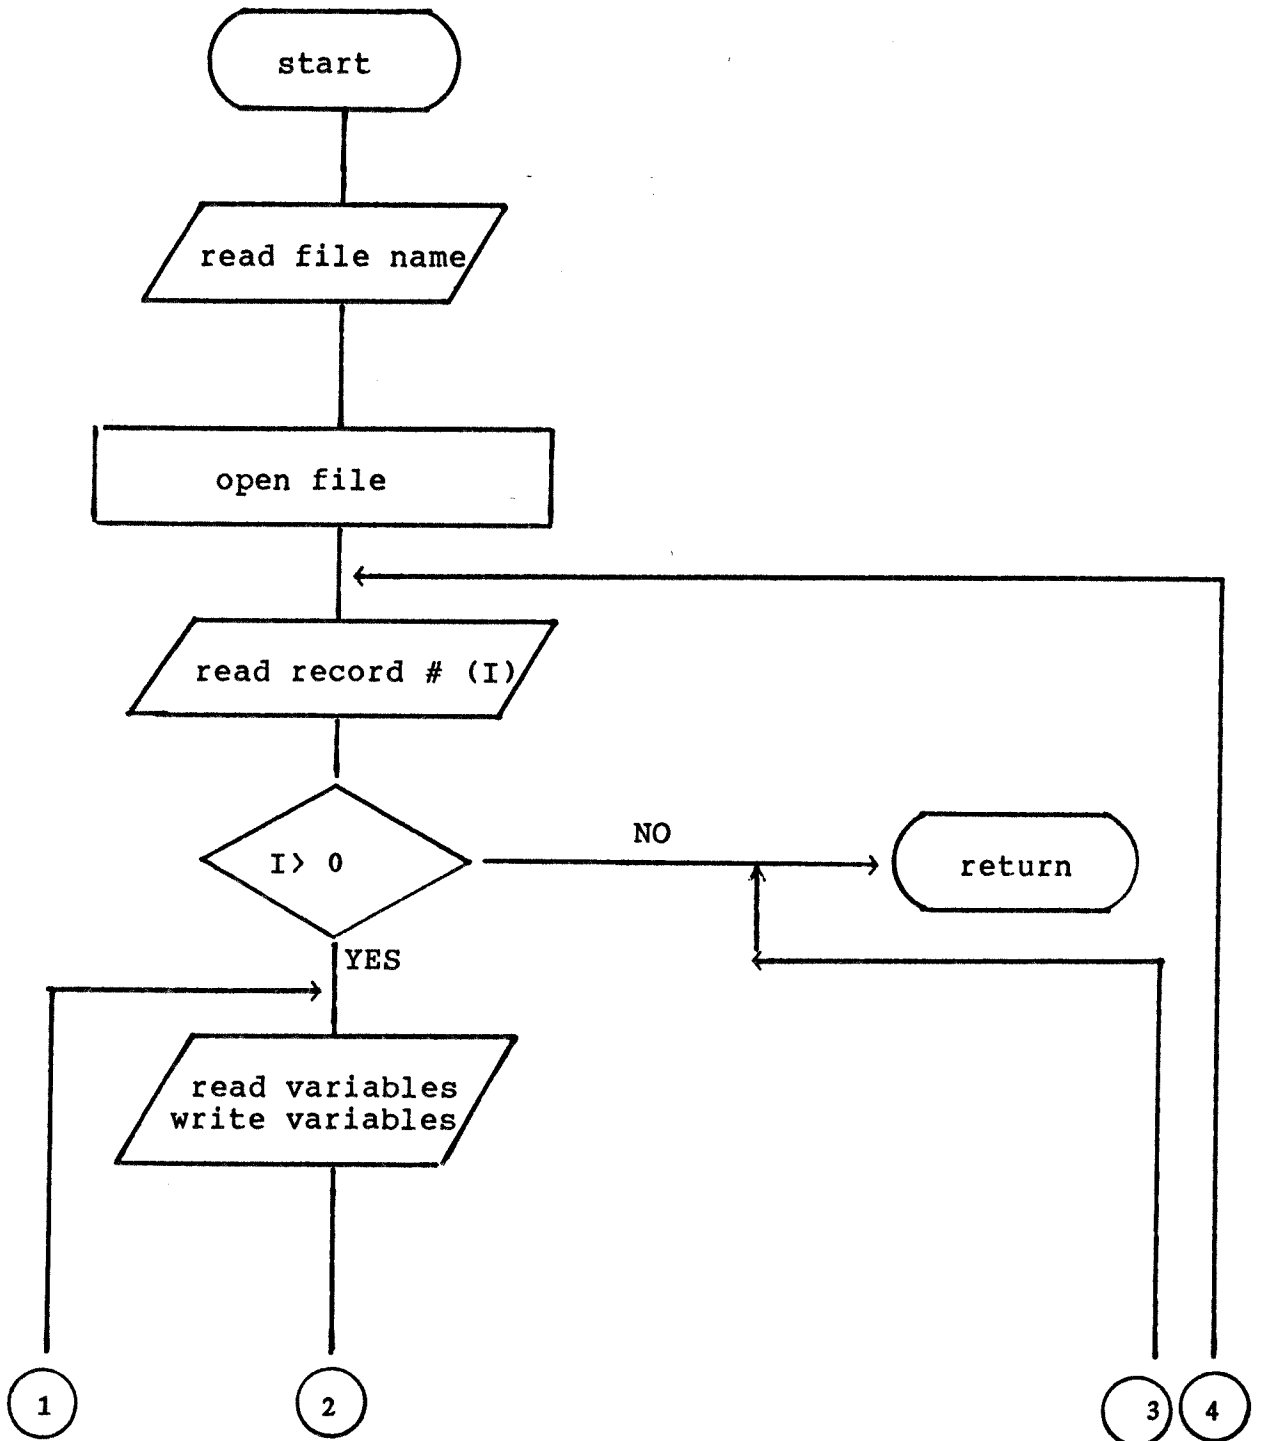 start
read file name
open file
read record # (I)
I> 0
NO
return
YES
read variables
write variables
1
2
3
4